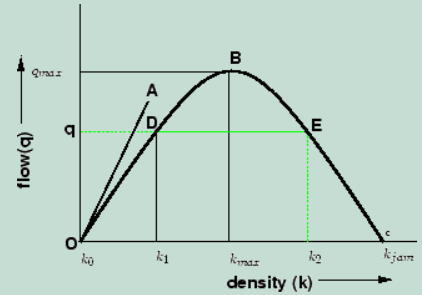 B
q_max
A
flow(q)
q
D
E
O
c
k_0
k_1
k_max
k_2
k_jam
density (k)